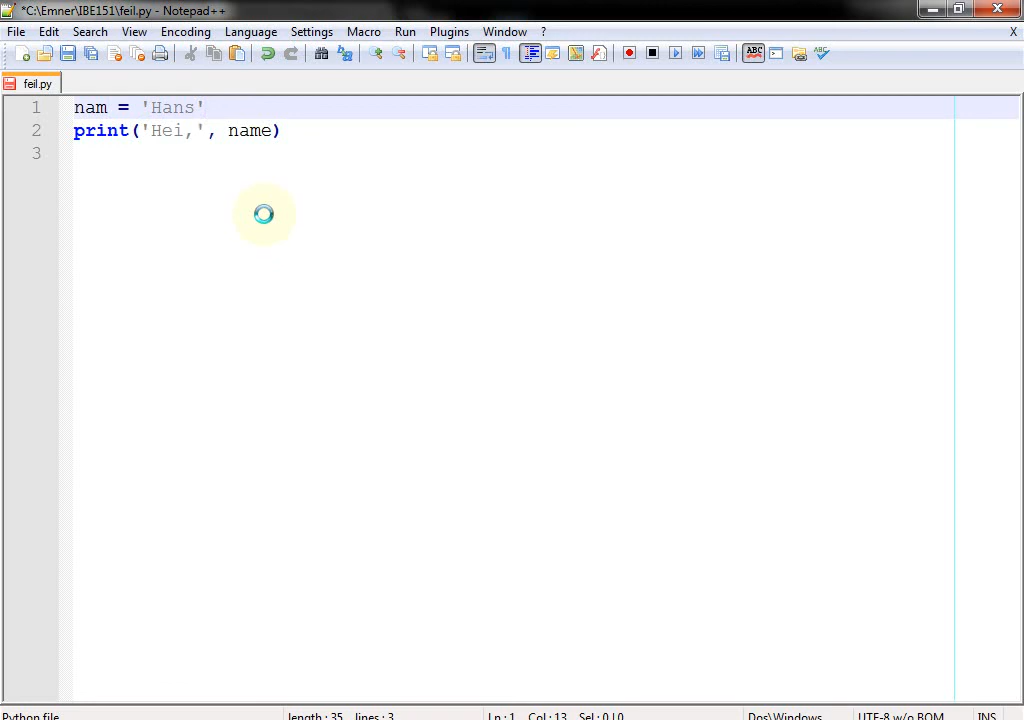 *C:\Emner\IBE151\feil.py - Notepad++
File Edit Search View Encoding Language Settings Macro Run Plugins Window ? X
ABC ABC
feil.py
1 nam = 'Hans'
2 print('Hei,', name)
3
Python file length : 35 lines : 3 Ln : 1 Col : 13 Sel : 0 | 0 Dos\Windows UTF-8 w/o BOM INS